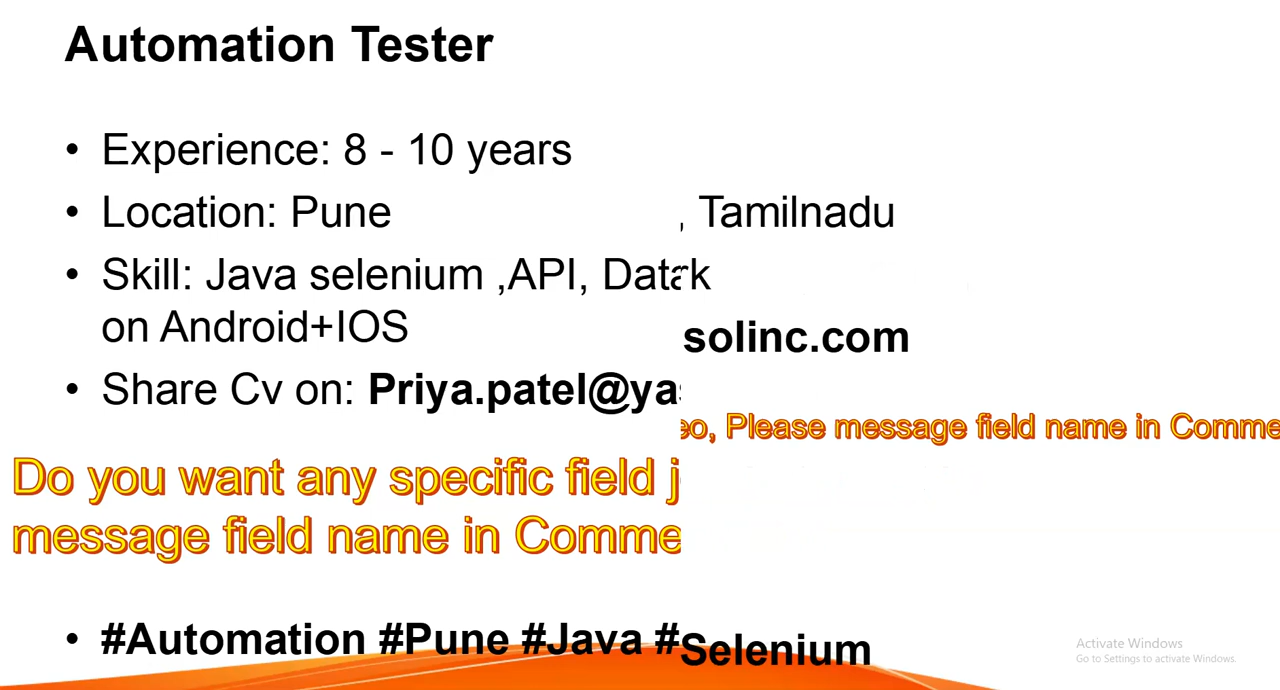 Automation Tester
• Experience: 8 - 10 years
• Location: Pune , Tamilnadu
• Skill: Java selenium ,API,
on Android+IOS
solinc.com
• Share Cv on: Priya.patel@ya
Please message field name in Comme
Do you want any specific field j
message field name in Comme
• #Automation #Pune #Java #Selenium
Activate Windows
Go to Settings to activate Windows.